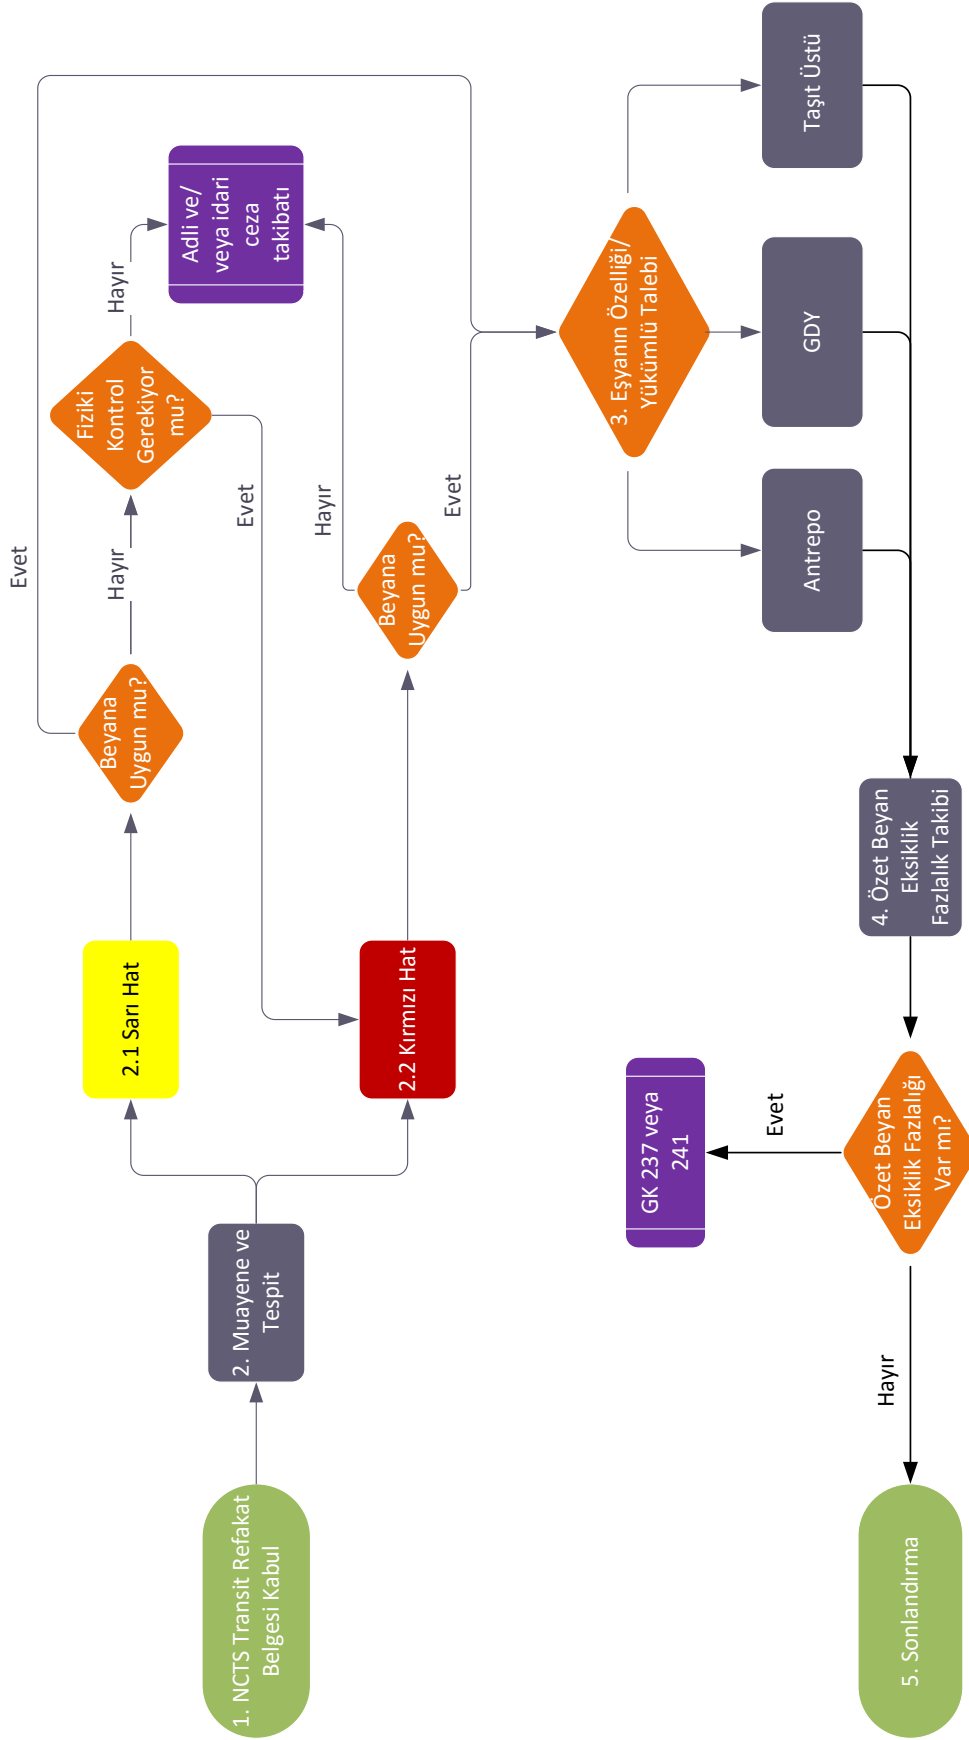 1. NCTS Transit Refakat
Belgesi Kabul
2. Muayene ve
Tespit
2.1 Sarı Hat
2.2 Kırmızı Hat
Beyana
Uygun mu?
Evet
Hayır
Fiziki
Kontrol
Gerekiyor
mu?
Hayır
Evet
Adli ve/
veya idari
ceza
takibatı
Beyana
Uygun mu?
Hayır
Evet
3. Eşyanın Özelliği/
Yükümlü Talebi
Antrepo
GDY
Taşıt Üstü
4. Özet Beyan
Eksiklik
Fazlalık Takibi
Özet Beyan
Eksiklik Fazlalığı
Var mı?
Evet
GK 237 veya
241
Hayır
5. Sonlandırma